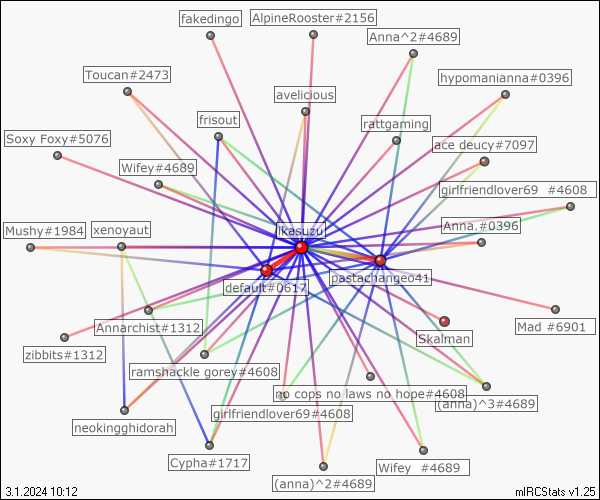 fakedingo
AlpineRooster#2156
Anna^2#4689
Toucan#2473
hypomanianna#0396
avelicious
frisout
rattgaming
Soxy Foxy#5076
ace deucy#7097
Wifey#4689
girlfriendlover69 #4608
Mushy#1984
xenoyaut
ikasuzu
Anna.#0396
default#0617
pastachange041
Annarchist#1312
Mad #6901
Skalman
zibbits#1312
ramshackle gorey#4608
no cops no laws no hope#4608
(anna)^3#4689
girlfriendlover69#4608
neokingghidorah
Cypha#1717
Wifey #4689
(anna)^2#4689
3.1.2024 10:12
mIRCStats v1.25